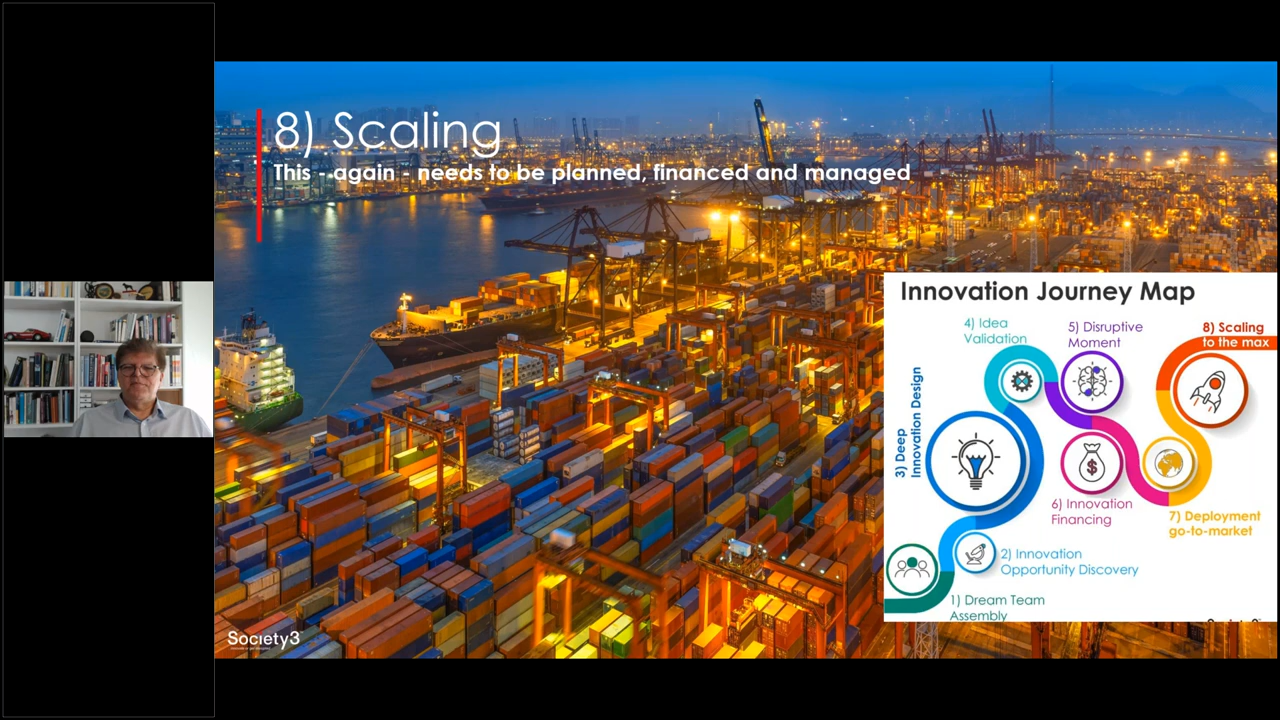 8) Scaling
This - again - needs to be planned, financed and managed
Innovation Journey Map
4) Idea
Validation
5) Disruptive
Moment
8) Scaling
to the max
3) Deep
Innovation Design
6) Innovation
Financing
7) Deployment
go-to-market
2) Innovation
Opportunity Discovery
1) Dream Team
Assembly
Society3